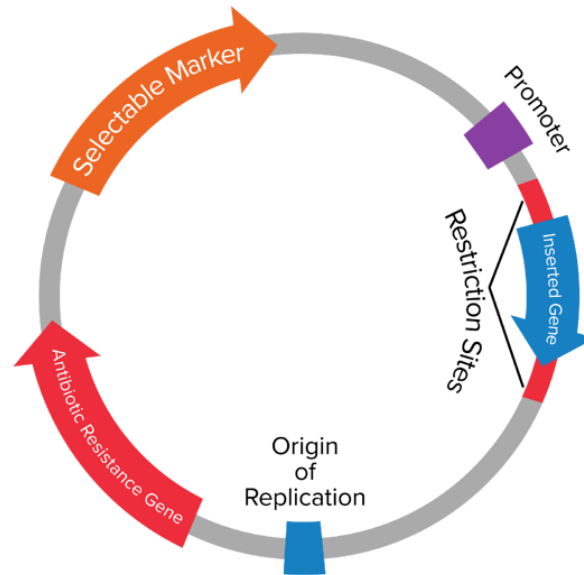 Selectable Marker
Promoter
Restriction Sites
Inserted Gene
Antibiotic Resistance Gene
Origin
of
Replication